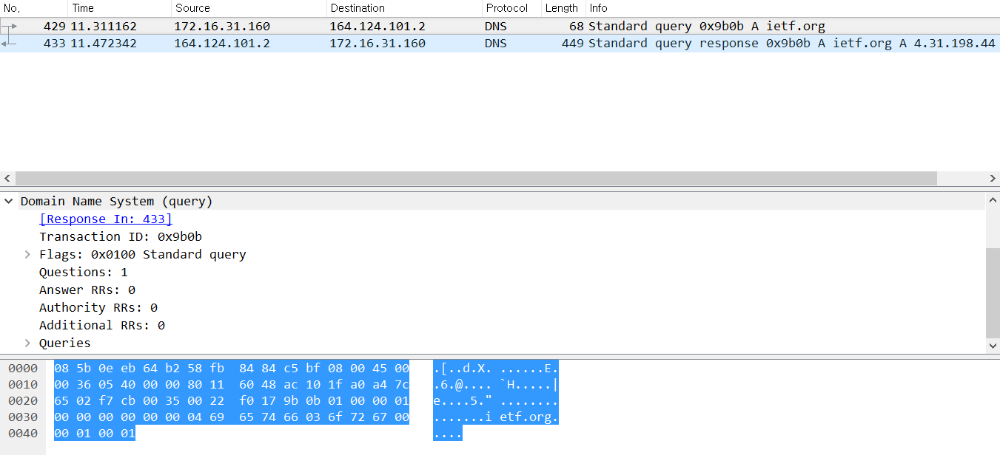 No. Time Source Destination Protocol Length Info
429 11.311162 172.16.31.160 164.124.101.2 DNS 68 Standard query 0x9b0b A ietf.org
433 11.472342 164.124.101.2 172.16.31.160 DNS 449 Standard query response 0x9b0b A ietf.org A 4.31.198.44
Domain Name System (query)
[Response In: 433]
Transaction ID: 0x9b0b
Flags: 0x0100 Standard query
Questions: 1
Answer RRs: 0
Authority RRs: 0
Additional RRs: 0
Queries
0000 08 5b 0e eb 64 b2 58 fb 84 84 c5 bf 08 00 45 00 .[..d.X. ......E.
0010 00 36 05 40 00 00 80 11 60 48 ac 10 1f a0 a4 7c .6.@.... `H.....|
0020 65 02 f7 cb 00 35 00 22 f0 17 9b 0b 01 00 00 01 e....5." ........
0030 00 00 00 00 00 00 04 69 65 74 66 03 6f 72 67 00 .......i etf.org.
0040 00 01 00 01 ....